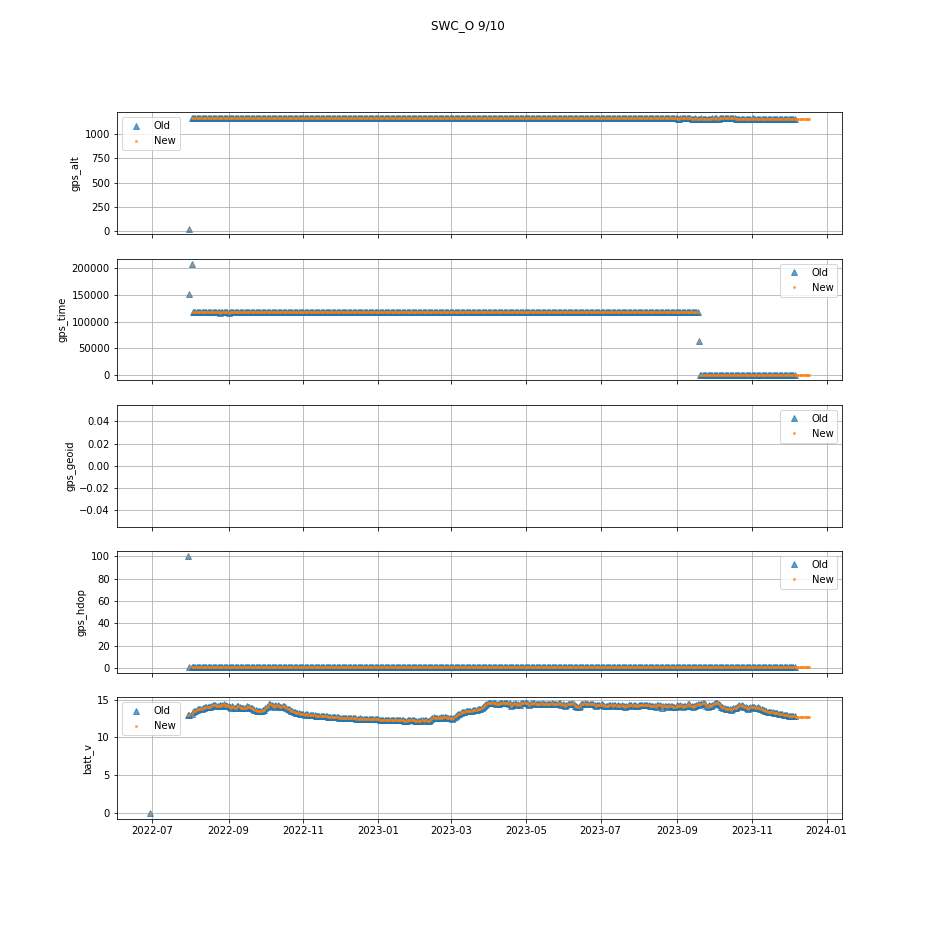 SWC_O 9/10
gps_alt
1000
750
500
250
0
Old
New
gps_time
200000
150000
100000
50000
0
Old
New
gps_geoid
0.04
0.02
0.00
−0.02
−0.04
Old
New
gps_hdop
100
80
60
40
20
0
Old
New
batt_v
15
10
5
0
Old
New
2022-07 2022-09 2022-11 2023-01 2023-03 2023-05 2023-07 2023-09 2023-11 2024-01